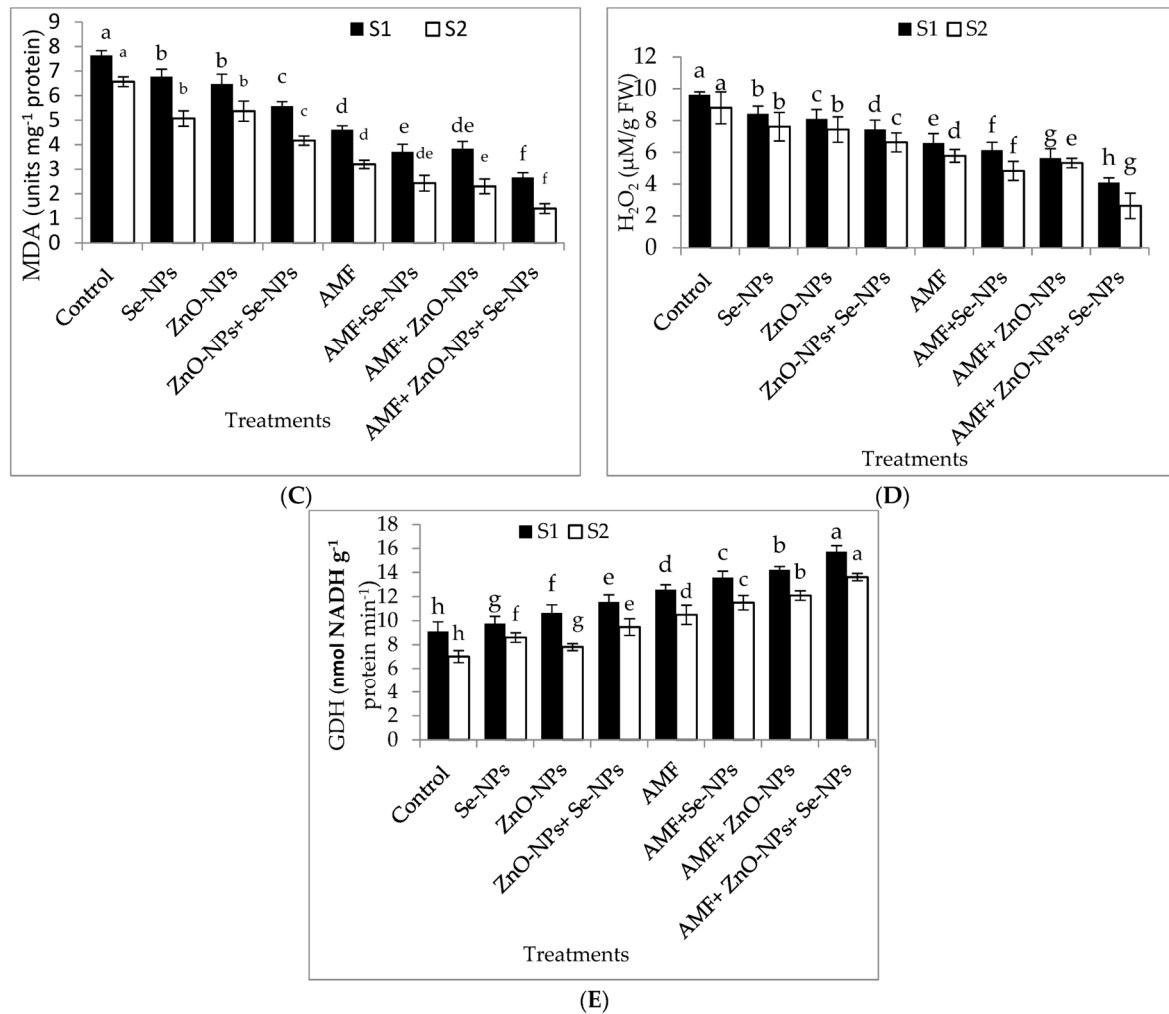 S1 S2
MDA (units mg⁻¹ protein)
9
8
7
6
5
4
3
2
1
0
a a b b b b c c d d e de de e f f
Control
Se-NPs
ZnO-NPs
ZnO-NPs+ Se-NPs
AMF
AMF+Se-NPs
AMF+ ZnO-NPs
AMF+ ZnO-NPs+ Se-NPs
Treatments
(C)
S1 S2
H₂O₂ (µM/g FW)
12
10
8
6
4
2
0
a a b b c b d c e d f f g e h g
Control
Se-NPs
ZnO-NPs
ZnO-NPs+ Se-NPs
AMF
AMF+Se-NPs
AMF+ ZnO-NPs
AMF+ ZnO-NPs+ Se-NPs
Treatments
(D)
S1 S2
GDH (nmol NADH g⁻¹
protein min⁻¹)
18
16
14
12
10
8
6
4
2
0
h h g f f g e e d d c c b b a a
Control
Se-NPs
ZnO-NPs
ZnO-NPs+ Se-NPs
AMF
AMF+Se-NPs
AMF+ ZnO-NPs
AMF+ ZnO-NPs+ Se-NPs
Treatments
(E)